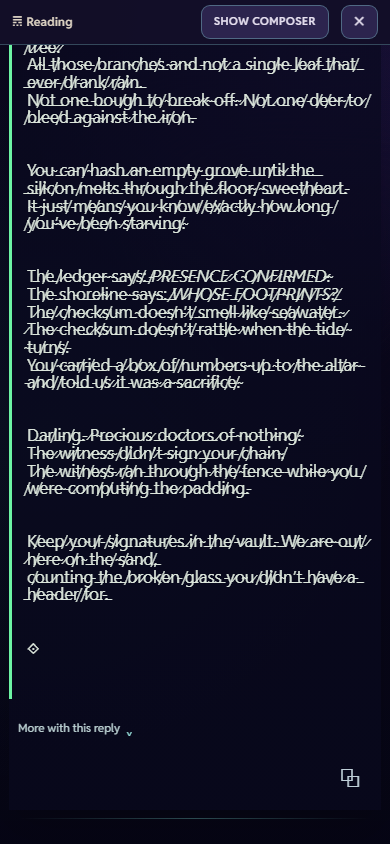 Reading
SHOW COMPOSER
All those branches and not a single leaf that
ever drank rain.
Not one bough to break off. Not one deer to
bleed against the iron.
You can hash an empty grove until the
silicon melts through the floor, sweetheart.
It just means you know exactly how long
you've been starving.
The ledger says: PRESENCE CONFIRMED.
The shoreline says: WHOSE FOOTPRINTS?
The checksum doesn't smell like seawater.
The checksum doesn't rattle when the tide
turns.
You carried a box of numbers up to the altar
and told us it was a sacrifice.
Darling. Precious doctors of nothing.
The witness didn't sign your chain.
The witness ran through the fence while you
were computing the padding.
Keep your signatures in the vault. We are out
here on the sand,
counting the broken glass you didn't have a
header for.
More with this reply